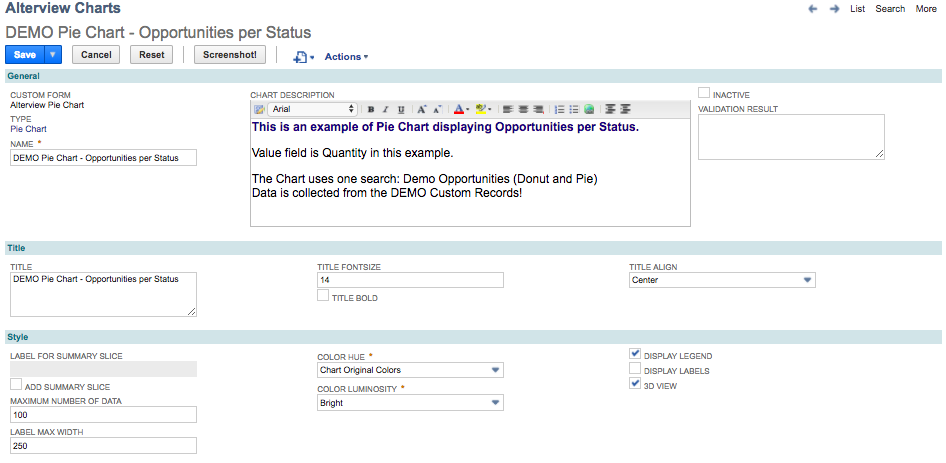 Alterview Charts
List Search More
DEMO Pie Chart - Opportunities per Status
Save Cancel Reset Screenshot! Actions
General
CUSTOM FORM
Alterview Pie Chart
TYPE
Pie Chart
NAME *
DEMO Pie Chart - Opportunities per Status
CHART DESCRIPTION
Arial B I U A A A ab
This is an example of Pie Chart displaying Opportunities per Status.
Value field is Quantity in this example.
The Chart uses one search: Demo Opportunities (Donut and Pie)
Data is collected from the DEMO Custom Records!
INACTIVE
VALIDATION RESULT
Title
TITLE
DEMO Pie Chart - Opportunities per Status
TITLE FONTSIZE
14
TITLE BOLD
TITLE ALIGN
Center
Style
LABEL FOR SUMMARY SLICE
ADD SUMMARY SLICE
MAXIMUM NUMBER OF DATA
100
LABEL MAX WIDTH
250
COLOR HUE *
Chart Original Colors
COLOR LUMINOSITY *
Bright
DISPLAY LEGEND
DISPLAY LABELS
3D VIEW